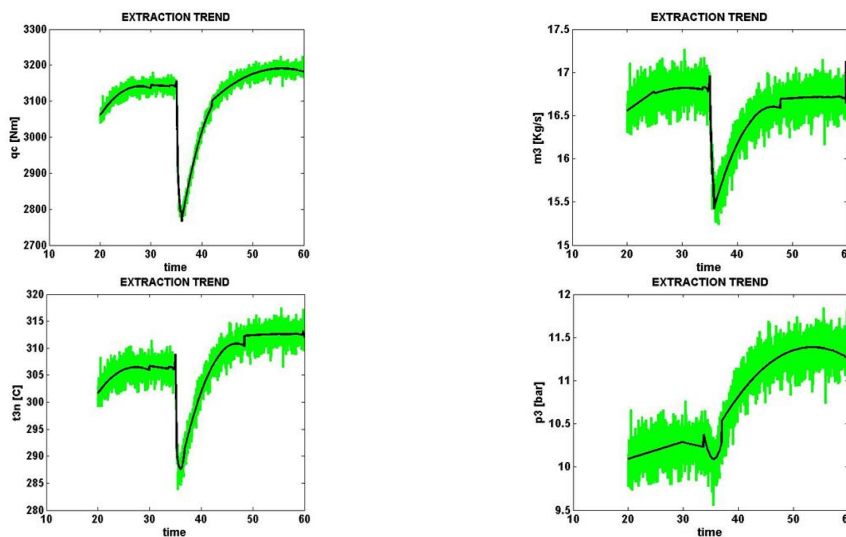 EXTRACTION TREND
3300
3200
3100
3000
2900
2800
2700
qc [Nm]
10 20 30 40 50 60
time
EXTRACTION TREND
17.5
17
16.5
16
15.5
15
m3 [Kg/s]
10 20 30 40 50 60
time
EXTRACTION TREND
320
315
310
305
300
295
290
285
280
t3n [C]
10 20 30 40 50 60
time
EXTRACTION TREND
12
11.5
11
10.5
10
9.5
p3 [bar]
10 20 30 40 50 60
time